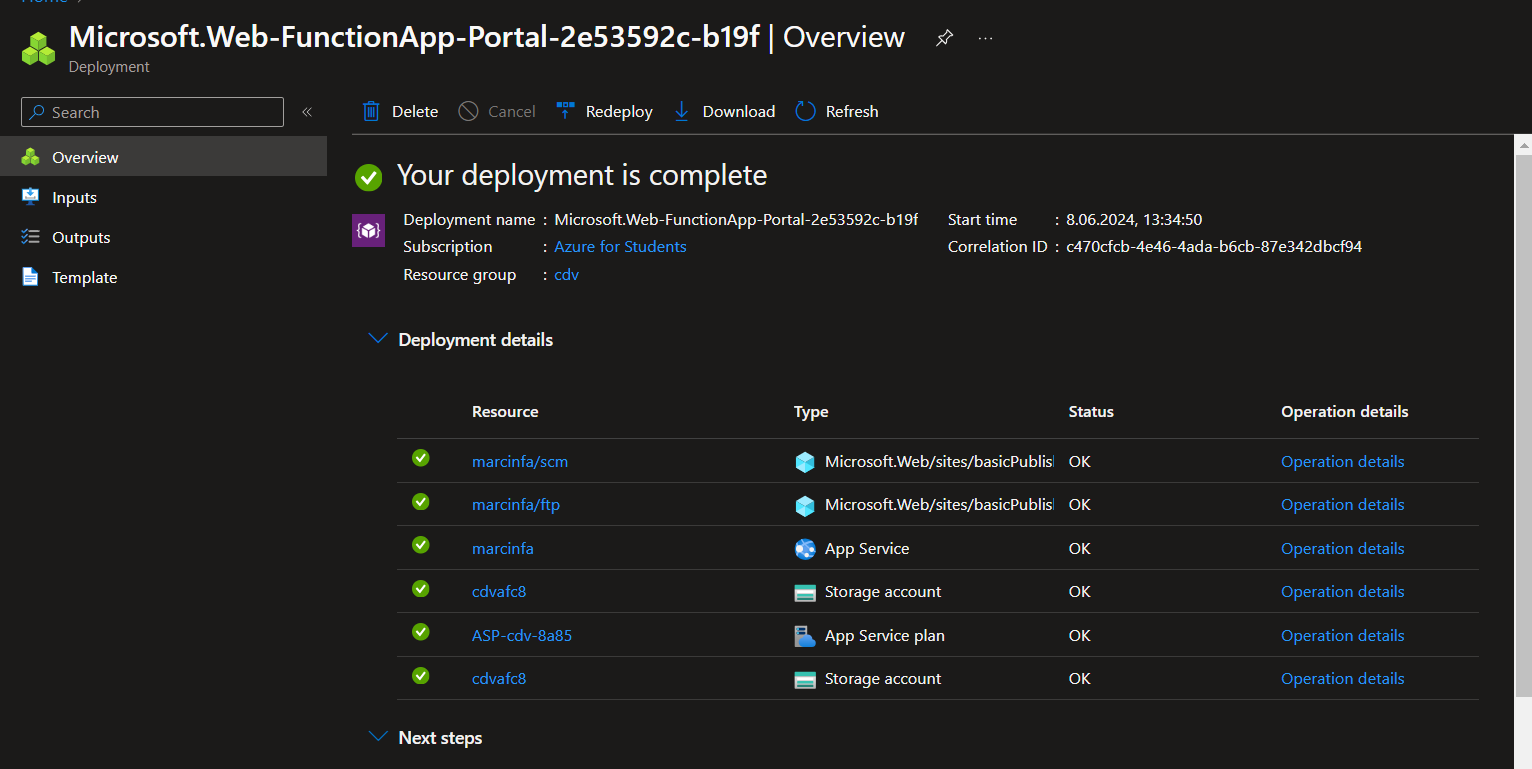 Home
Microsoft.Web-FunctionApp-Portal-2e53592c-b19f | Overview
Deployment
Search
Delete Cancel Redeploy Download Refresh
Overview
Inputs
Outputs
Template
Your deployment is complete
Deployment name : Microsoft.Web-FunctionApp-Portal-2e53592c-b19f Start time : 8.06.2024, 13:34:50
Subscription : Azure for Students Correlation ID : c470cfcb-4e46-4ada-b6cb-87e342dbcf94
Resource group : cdv
Deployment details
Resource Type Status Operation details
marcinfa/scm Microsoft.Web/sites/basicPublis OK Operation details
marcinfa/ftp Microsoft.Web/sites/basicPublis OK Operation details
marcinfa App Service OK Operation details
cdvafc8 Storage account OK Operation details
ASP-cdv-8a85 App Service plan OK Operation details
cdvafc8 Storage account OK Operation details
Next steps